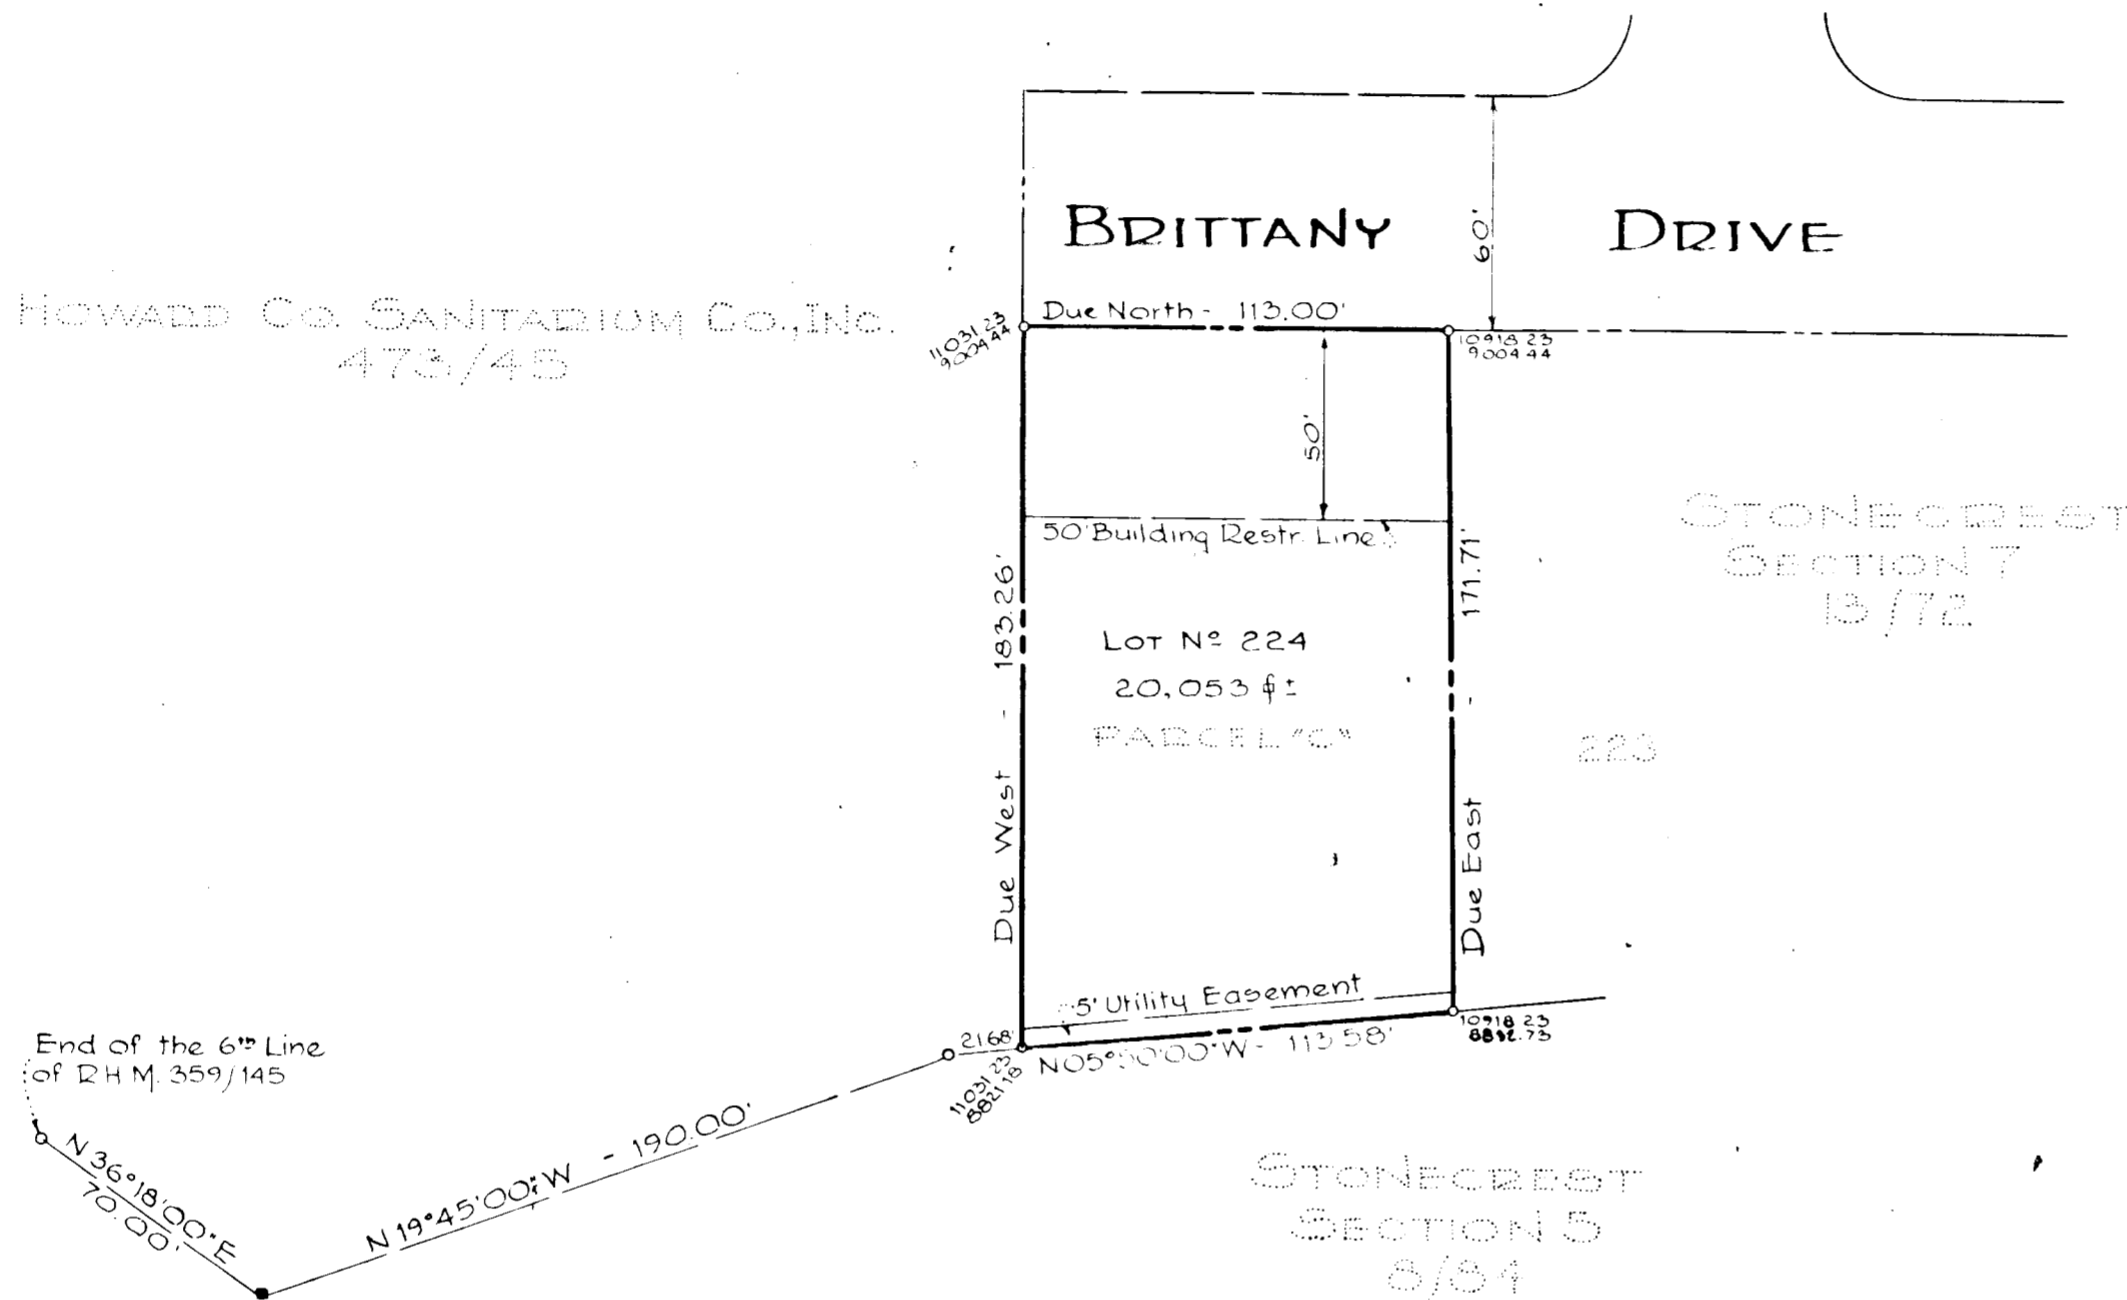 BRITTANY DRIVE
60'
HOWARD CO. SANITARIUM CO., INC.
473/45
Due North - 113.00'
11031 23
9004 44
10918 23
9004 44
50'
50' Building Restr. Line
STONECREST
SECTION 7
13/72
183.26'
Due West -
171.71'
- Due East
LOT Nº 224
20,053 ±
PARCEL "C"
223
5' Utility Easement
21 68'
N05° 00'00"W - 113 58'
11031 23
8821 18
10918 23
73
End of the 6th Line
of R H M. 359/145
N 36°18'00"E
70.00'
N 19°45'00"W - 190.00'
STONECREST
SECTION 5
8/84